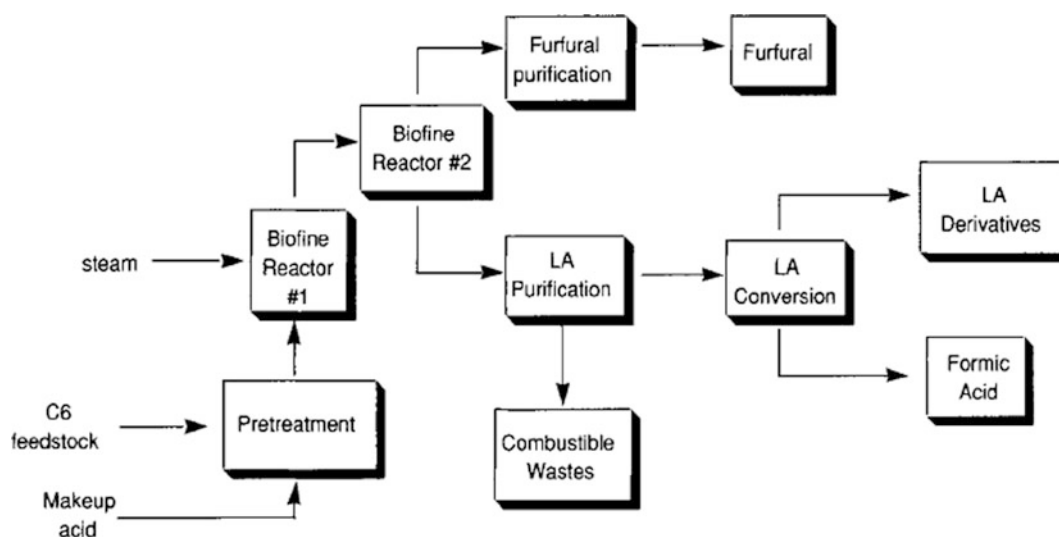 Furfural
purification
Furfural
Biofine
Reactor #2
LA
Derivatives
Biofine
Reactor
#1
steam
LA
Purification
LA
Conversion
Formic
Acid
C6
feedstock
Pretreatment
Combustible
Wastes
Makeup
acid